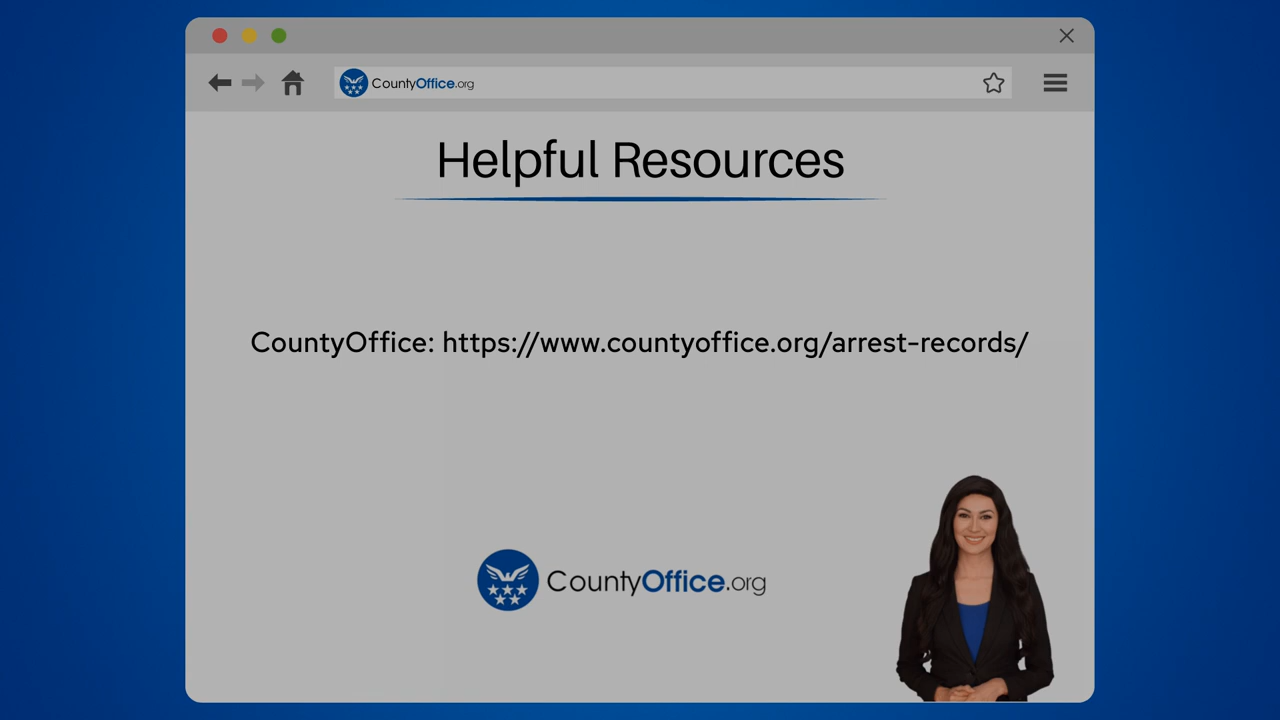 CountyOffice.org
Helpful Resources
CountyOffice: https://www.countyoffice.org/arrest-records/
CountyOffice.org